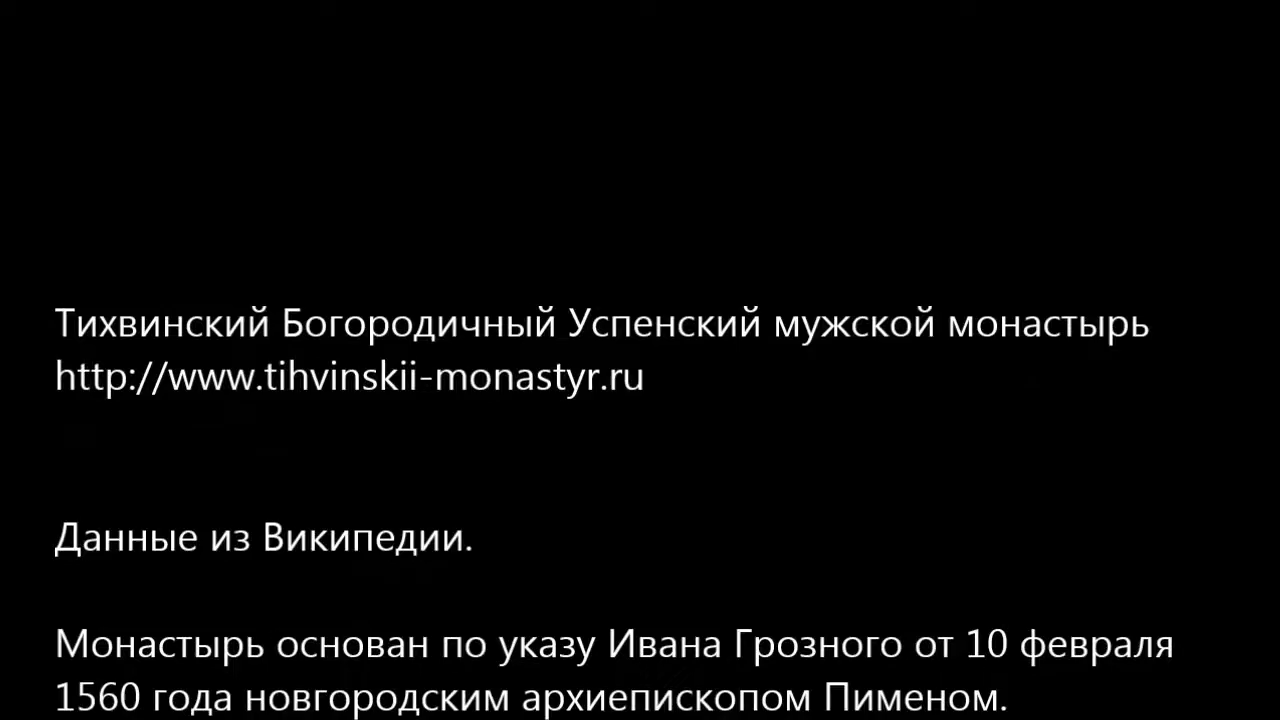 Тихвинский Богородичный Успенский мужской монастырь
http://www.tihvinskii-monastyr.ru
Данные из Википедии.
Монастырь основан по указу Ивана Грозного от 10 февраля
1560 года новгородским архиепископом Пименом.